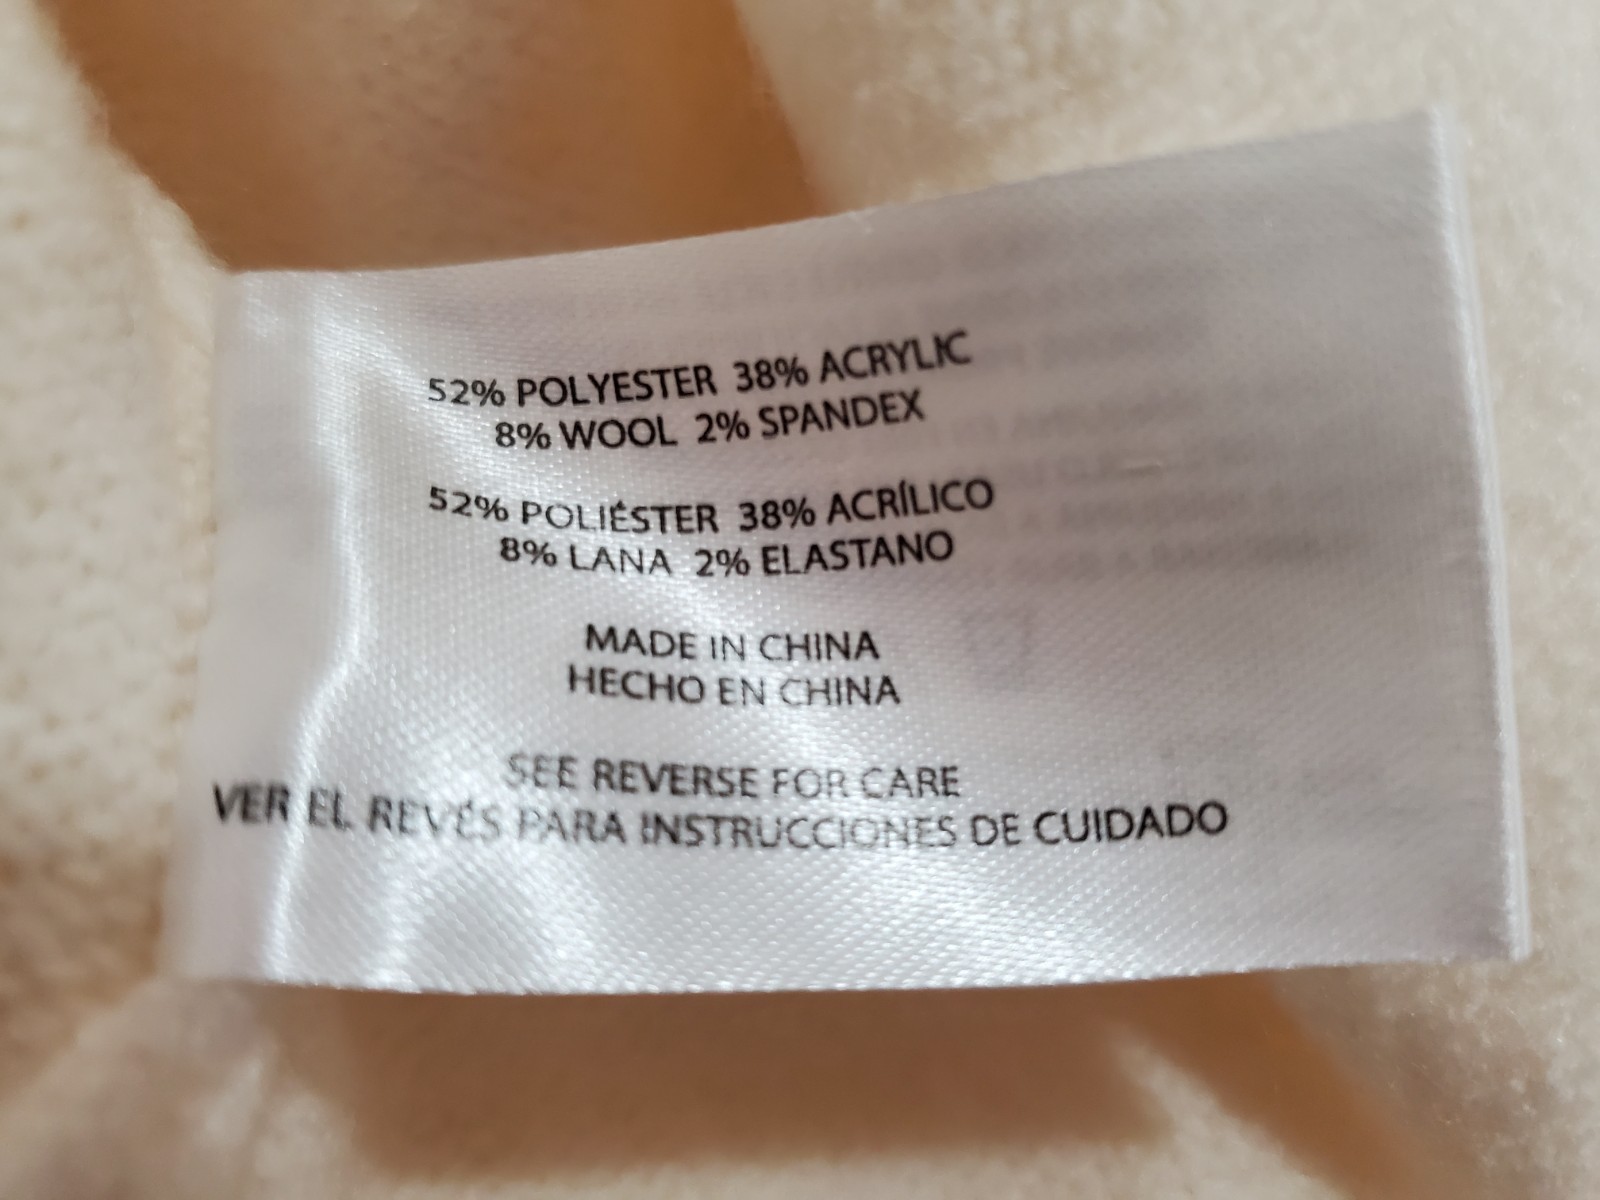 52% POLYESTER 38% ACRYLIC
8% WOOL 2% SPANDEX
52% POLIÉSTER 38% ACRÍLICO
8% LANA 2% ELASTANO
MADE IN CHINA
HECHO EN CHINA
SEE REVERSE FOR CARE
VER EL REVÉS PARA INSTRUCCIONES DE CUIDADO